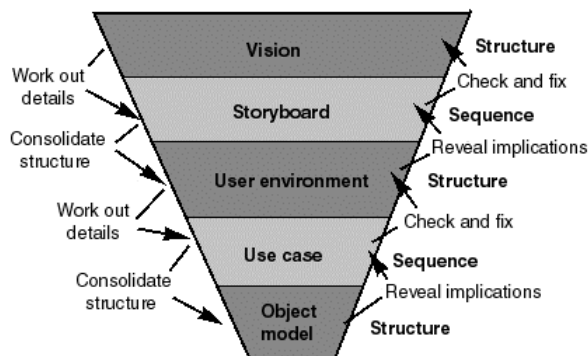 Vision
Structure
Work out
details
Check and fix
Storyboard
Sequence
Consolidate
structure
Reveal implications
User environment
Structure
Work out
details
Check and fix
Use case
Sequence
Consolidate
structure
Reveal implications
Object
model
Structure